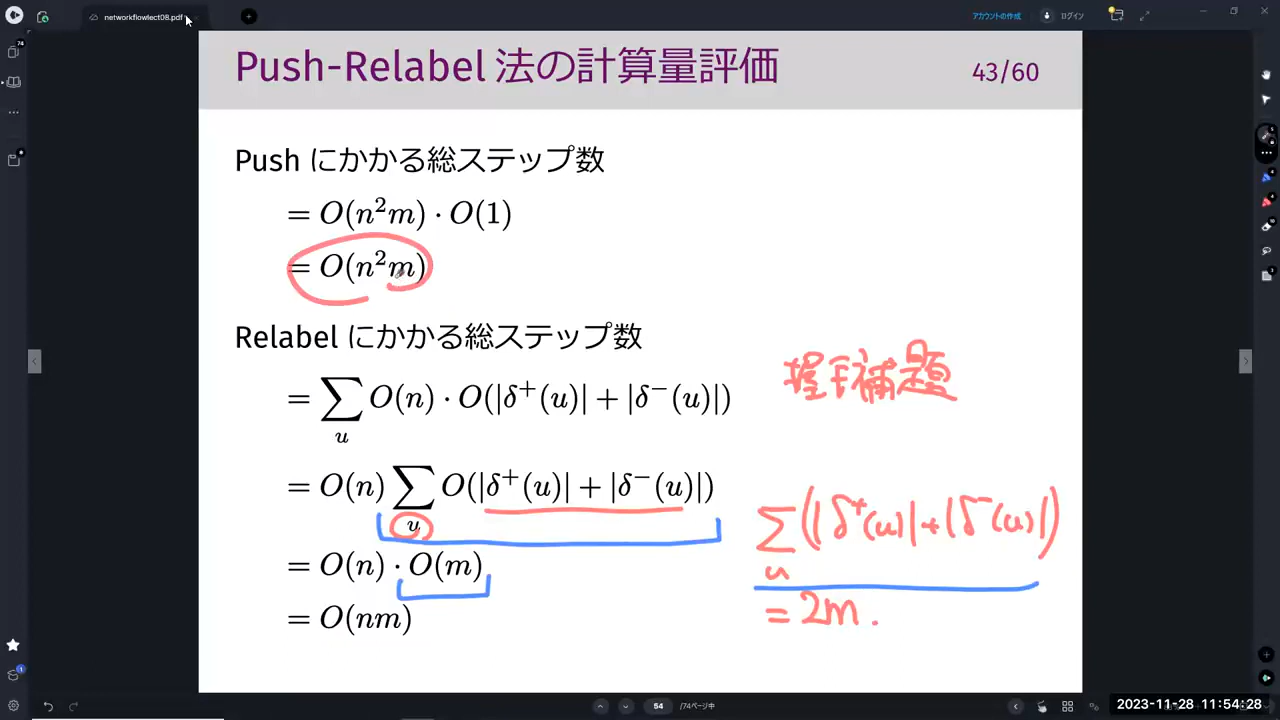 networkflowlect08.pdf
アカウントの作成
ログイン
Push-Relabel 法の計算量評価
43/60
Push にかかる総ステップ数
= O(n²m) · O(1)
= O(n²m)
Relabel にかかる総ステップ数
= ∑_u O(n) · O(|δ⁺(u)| + |δ⁻(u)|)
握手補題
= O(n) ∑_u O(|δ⁺(u)| + |δ⁻(u)|)
∑_u (|δ⁺(u)| + |δ⁻(u)|)
= O(n) · O(m)
= 2m.
= O(nm)
54
/74ページ中
2023-11-28 11:54:28